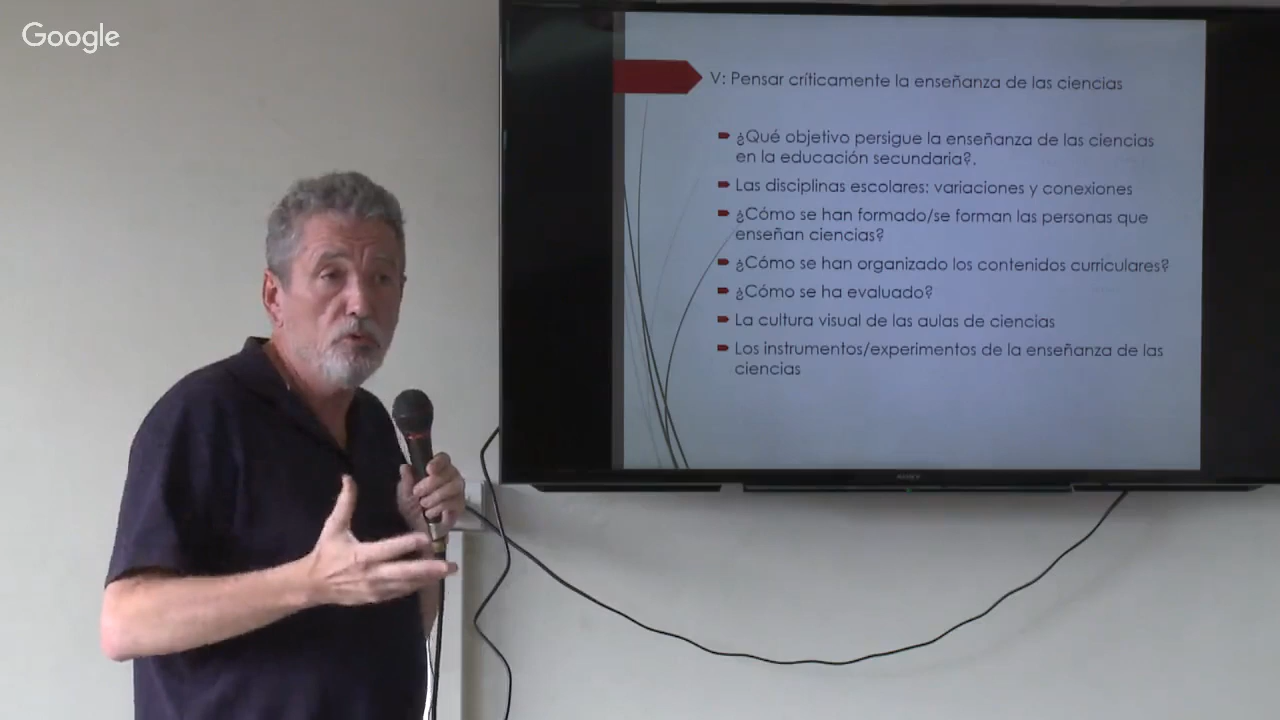 Google
V: Pensar críticamente la enseñanza de las ciencias
¿Qué objetivo persigue la enseñanza de las ciencias
en la educación secundaria?.
Las disciplinas escolares: variaciones y conexiones
¿Cómo se han formado/se forman las personas que
enseñan ciencias?
¿Cómo se han organizado los contenidos curriculares?
¿Cómo se ha evaluado?
La cultura visual de las aulas de ciencias
Los instrumentos/experimentos de la enseñanza de las
ciencias
SONY